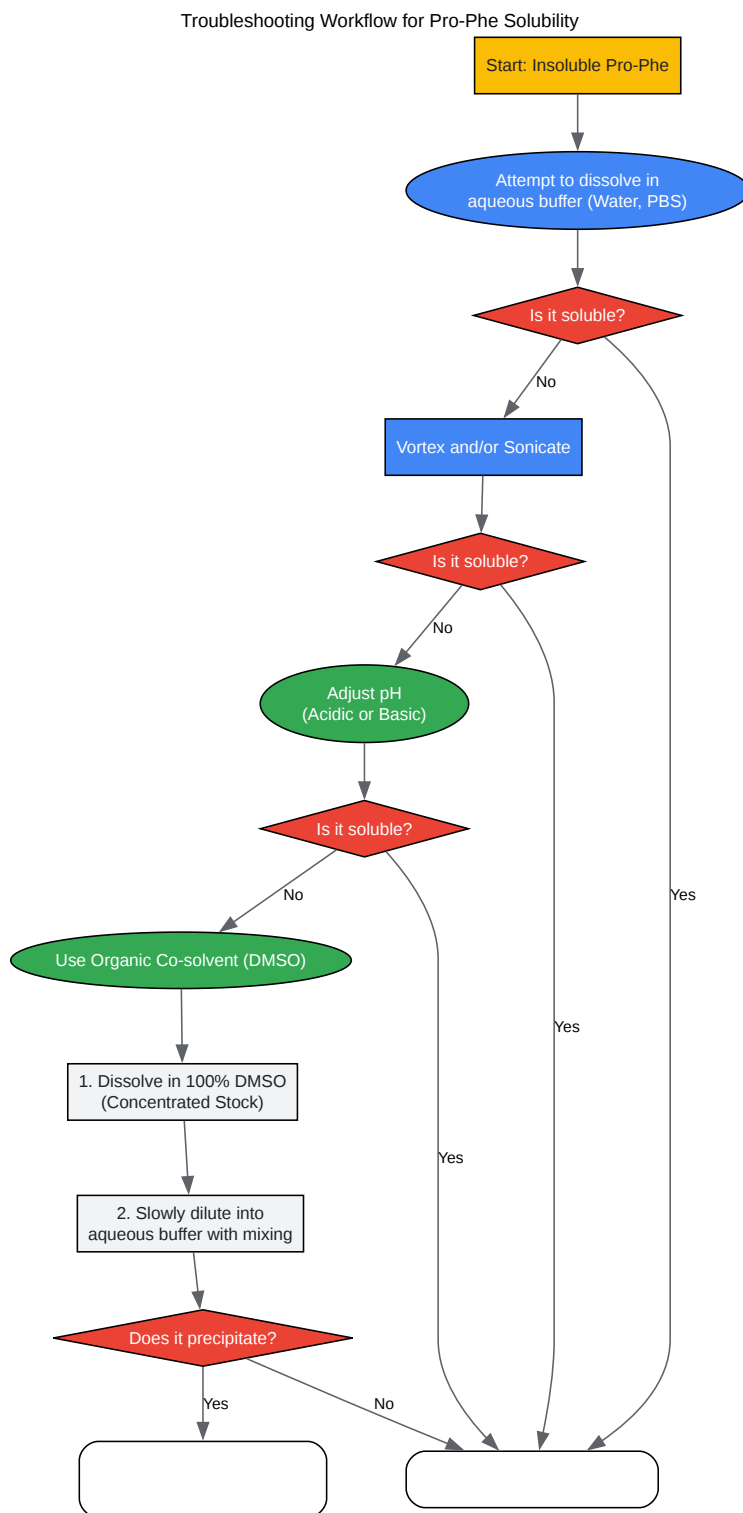 Troubleshooting Workflow for Pro-Phe Solubility
Start: Insoluble Pro-Phe
Attempt to dissolve in
aqueous buffer (Water, PBS)
Is it soluble?
No
Vortex and/or Sonicate
Is it soluble?
No
Adjust pH
(Acidic or Basic)
Is it soluble?
No
Yes
Use Organic Co-solvent (DMSO)
Yes
1. Dissolve in 100% DMSO
(Concentrated Stock)
Yes
2. Slowly dilute into
aqueous buffer with mixing
Does it precipitate?
Yes
No